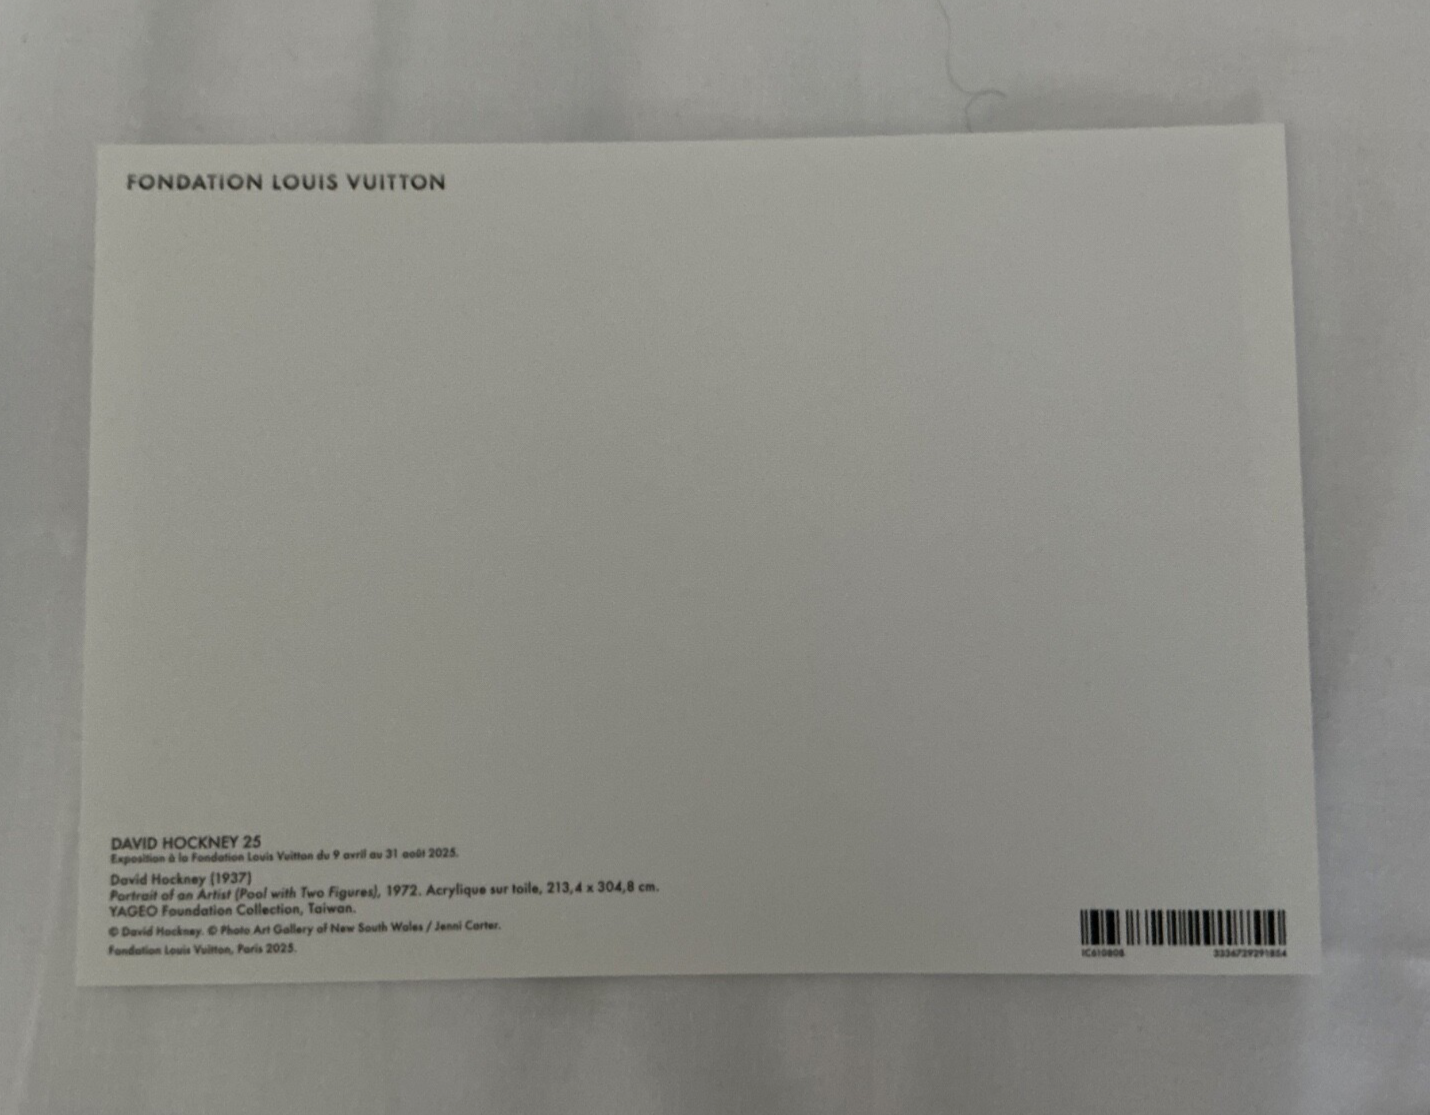 FONDATION LOUIS VUITTON
DAVID HOCKNEY 25
Exposition à la Fondation Louis Vuitton du 9 avril au 31 août 2025.
David Hockney (1937)
Portrait of an Artist (Pool with Two Figures), 1972. Acrylique sur toile, 213,4 x 304,8 cm.
YAGEO Foundation Collection, Taiwan.
© David Hockney. © Photo Art Gallery of New South Wales / Jenni Carter.
Fondation Louis Vuitton, Paris 2025.